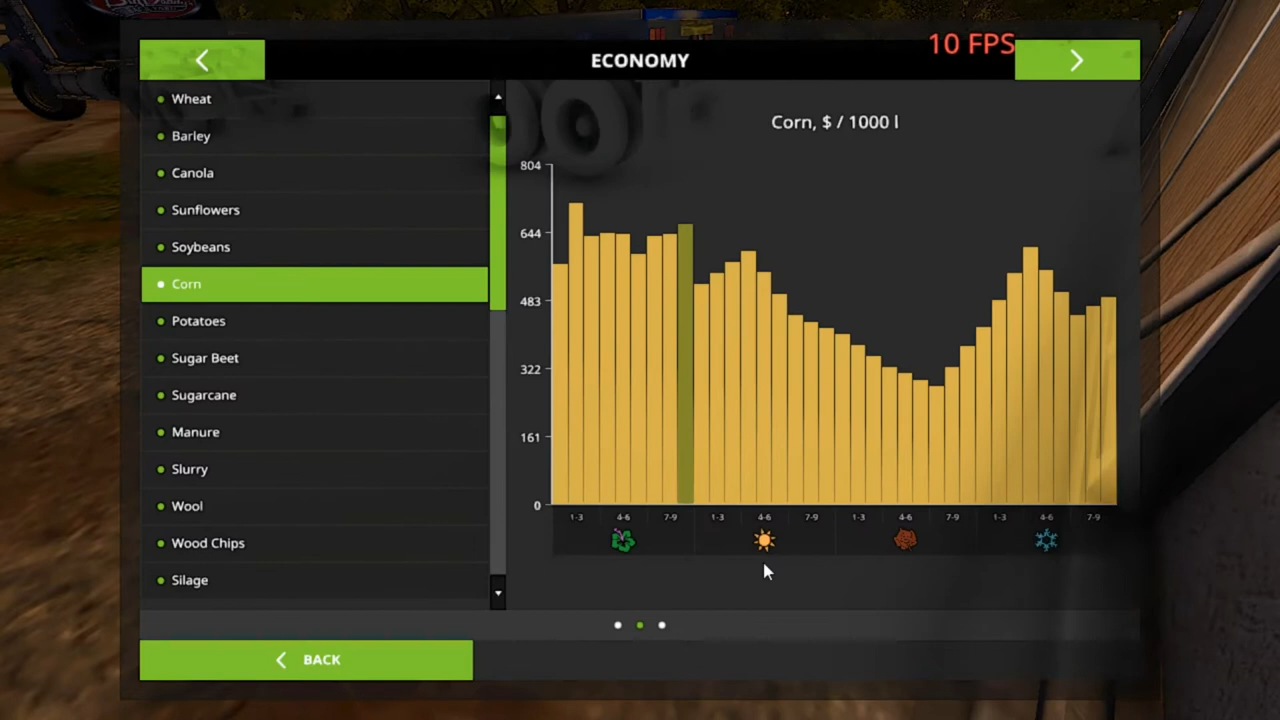 ECONOMY
10 FPS
Wheat
Barley
Canola
Sunflowers
Soybeans
Corn
Potatoes
Sugar Beet
Sugarcane
Manure
Slurry
Wool
Wood Chips
Silage
Corn, $ / 1000 l
804
644
483
322
161
0
1-3 4-6 7-9 1-3 4-6 7-9 1-3 4-6 7-9 1-3 4-6 7-9
BACK